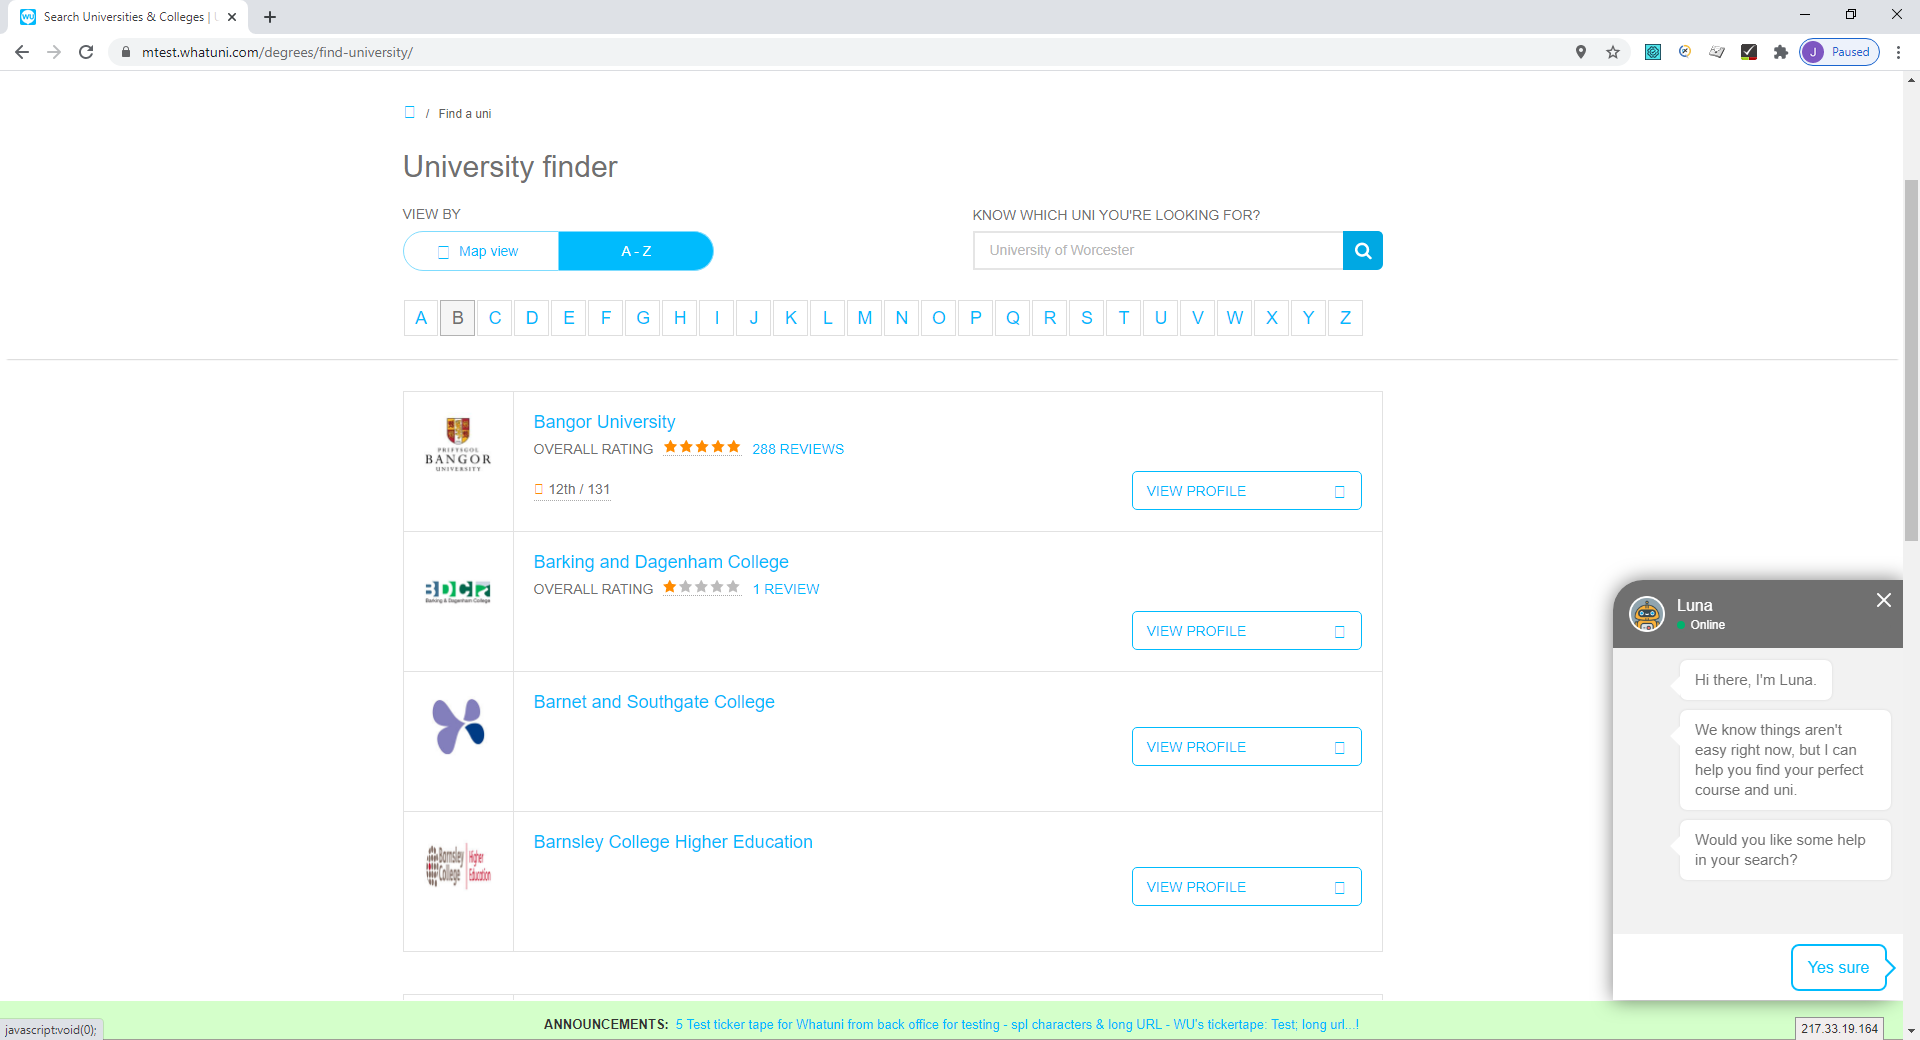 Search Universities & Colleges |
mtest.whatuni.com/degrees/find-university/
J Paused
/ Find a uni
University finder
VIEW BY
Map view
A - Z
KNOW WHICH UNI YOU'RE LOOKING FOR?
University of Worcester
A B C D E F G H I J K L M N O P Q R S T U V W X Y Z
PRIFYSGOL
BANGOR
UNIVERSITY
Bangor University
OVERALL RATING 288 REVIEWS
12th / 131
VIEW PROFILE
Barking & Dagenham College
Barking and Dagenham College
OVERALL RATING 1 REVIEW
VIEW PROFILE
Barnet and Southgate College
VIEW PROFILE
Barnsley College Higher Education
Barnsley College Higher Education
VIEW PROFILE
Luna
Online
Hi there, I'm Luna.
We know things aren't
easy right now, but I can
help you find your perfect
course and uni.
Would you like some help
in your search?
Yes sure
ANNOUNCEMENTS: 5 Test ticker tape for Whatuni from back office for testing - spl characters & long URL - WU's tickertape: Test; long url...!
javascript:void(0);
217.33.19.164